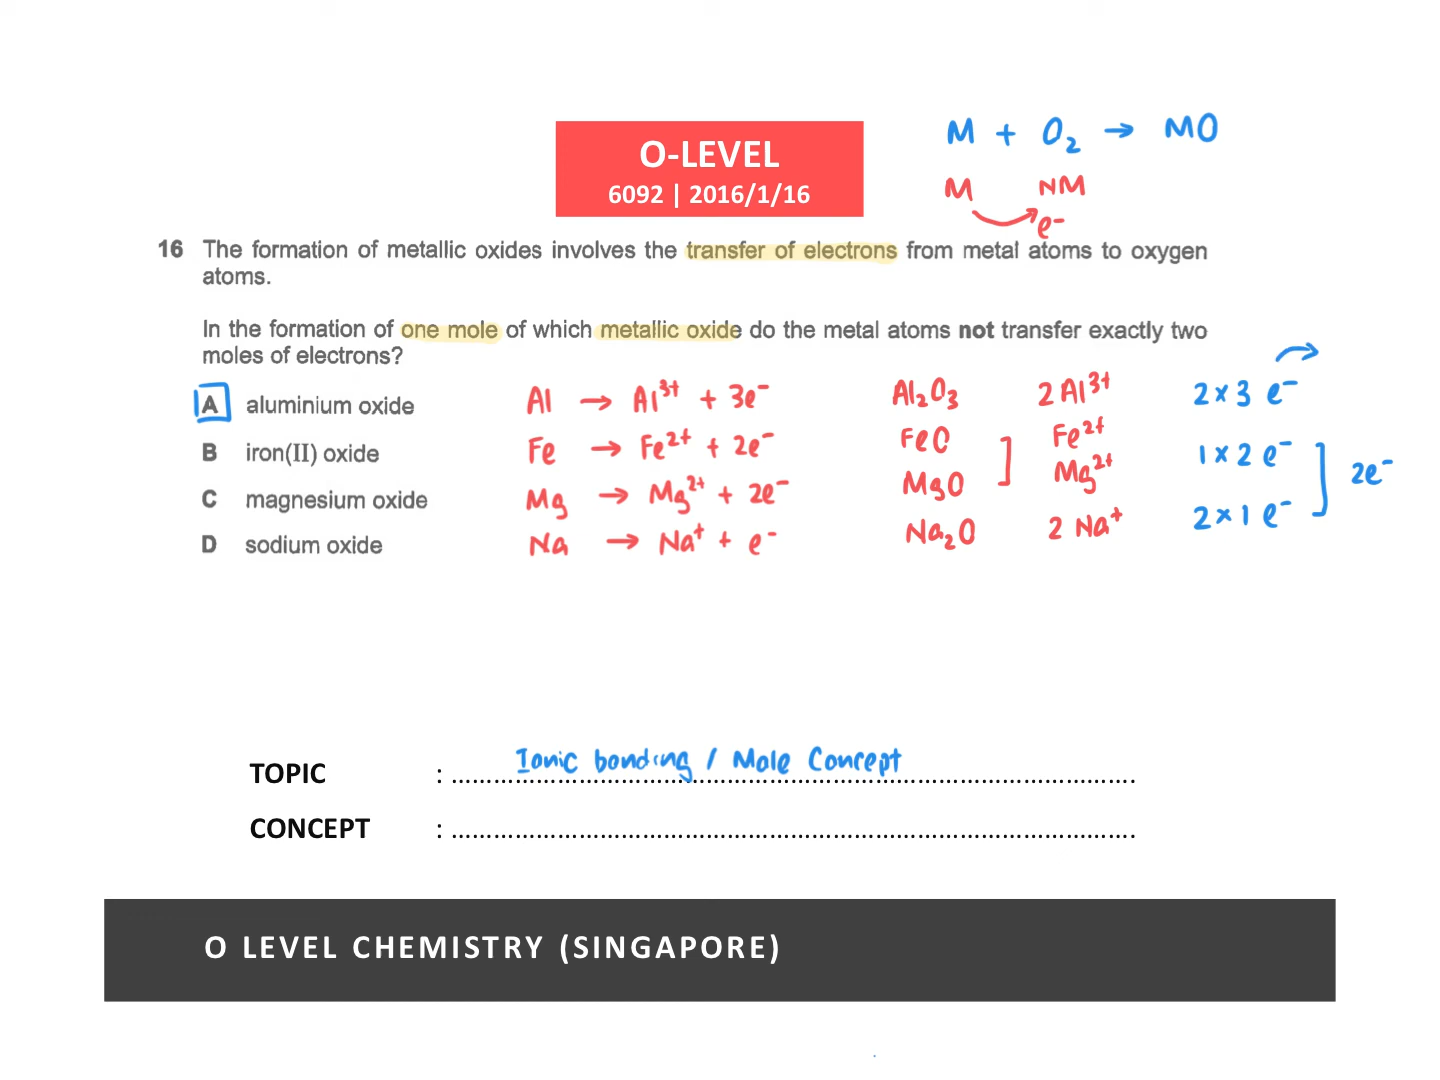 M + O₂ → MO
O-LEVEL
6092 | 2016/1/16
M NM
e⁻
16 The formation of metallic oxides involves the transfer of electrons from metal atoms to oxygen
atoms.
In the formation of one mole of which metallic oxide do the metal atoms not transfer exactly two
moles of electrons?
A aluminium oxide Al → Al³⁺ + 3e⁻ Al₂O₃ 2 Al³⁺ 2 × 3 e⁻
B iron(II) oxide Fe → Fe²⁺ + 2e⁻ FeO Fe²⁺ 1 × 2 e⁻
C magnesium oxide Mg → Mg²⁺ + 2e⁻ MgO Mg²⁺ 2e⁻
D sodium oxide Na → Na⁺ + e⁻ Na₂O 2 Na⁺ 2 × 1 e⁻
TOPIC : Ionic bonding / Mole Concept
CONCEPT :
O LEVEL CHEMISTRY (SINGAPORE)